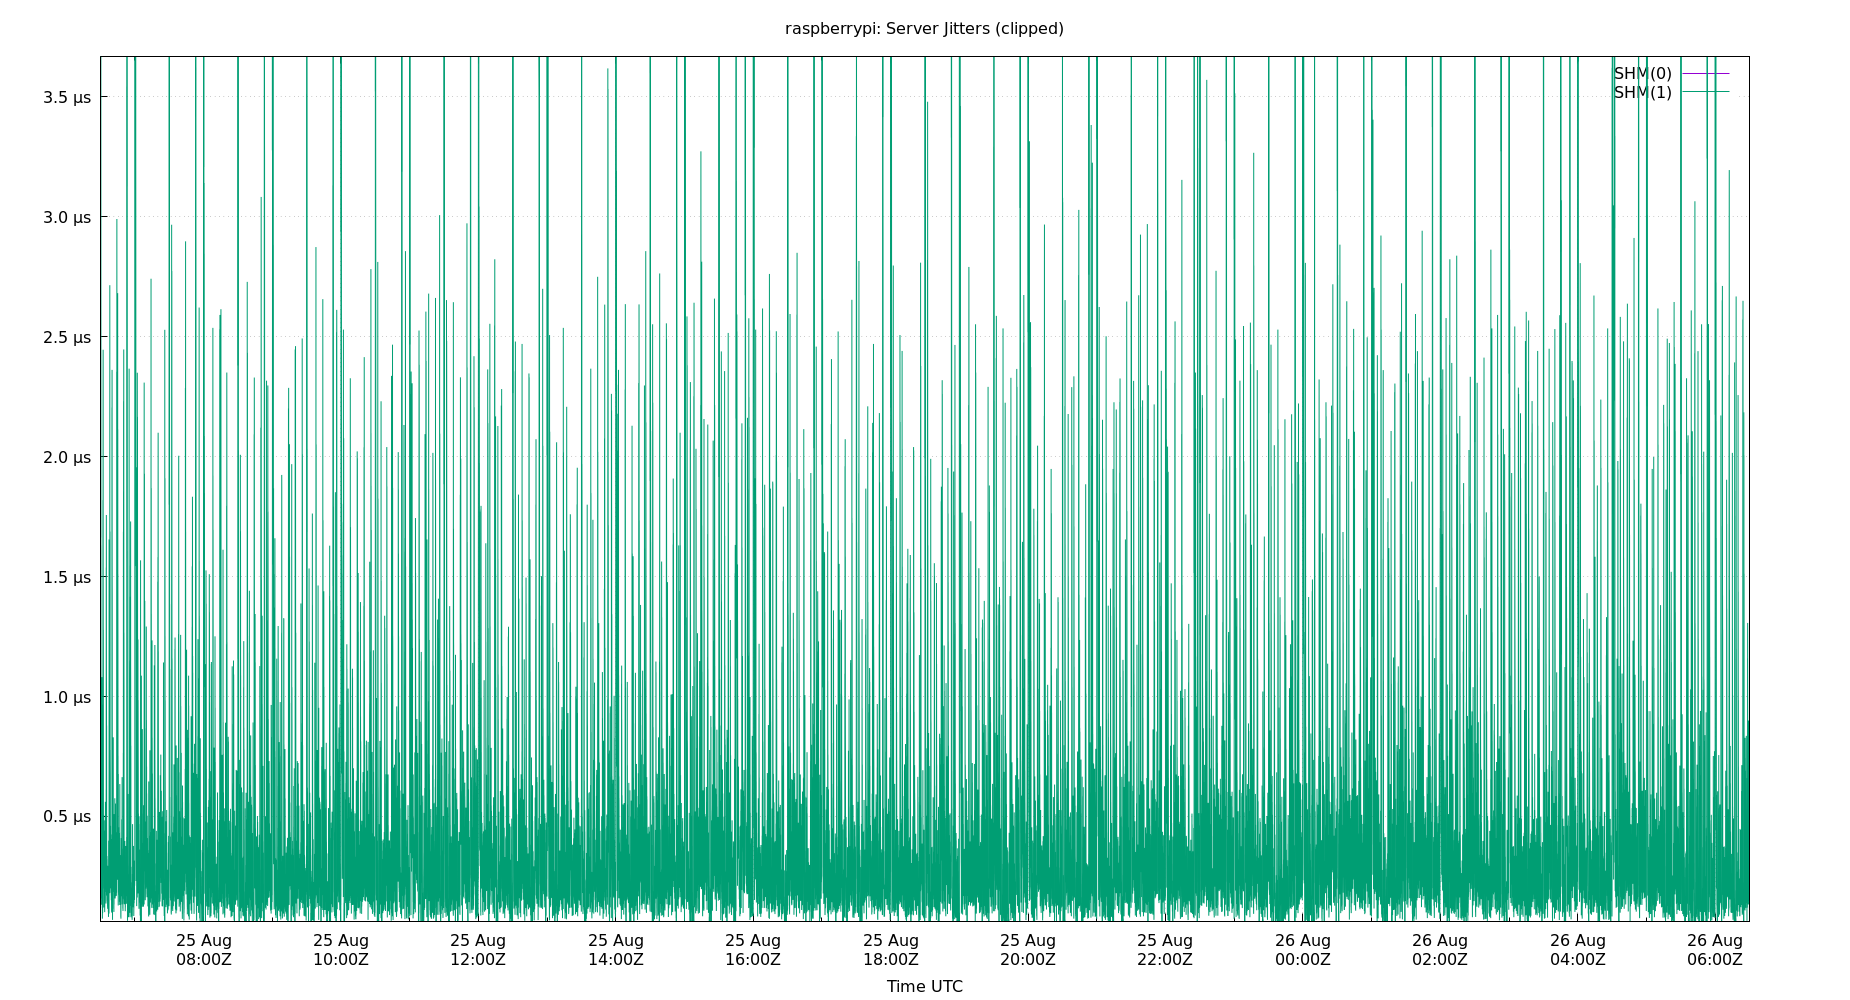 raspberrypi: Server Jitters (clipped)
SHM(0)
SHM(1)
3.5 µs
3.0 µs
2.5 µs
2.0 µs
1.5 µs
1.0 µs
0.5 µs
25 Aug 25 Aug 25 Aug 25 Aug 25 Aug 25 Aug 25 Aug 25 Aug 26 Aug 26 Aug 26 Aug 26 Aug
08:00Z 10:00Z 12:00Z 14:00Z 16:00Z 18:00Z 20:00Z 22:00Z 00:00Z 02:00Z 04:00Z 06:00Z
Time UTC